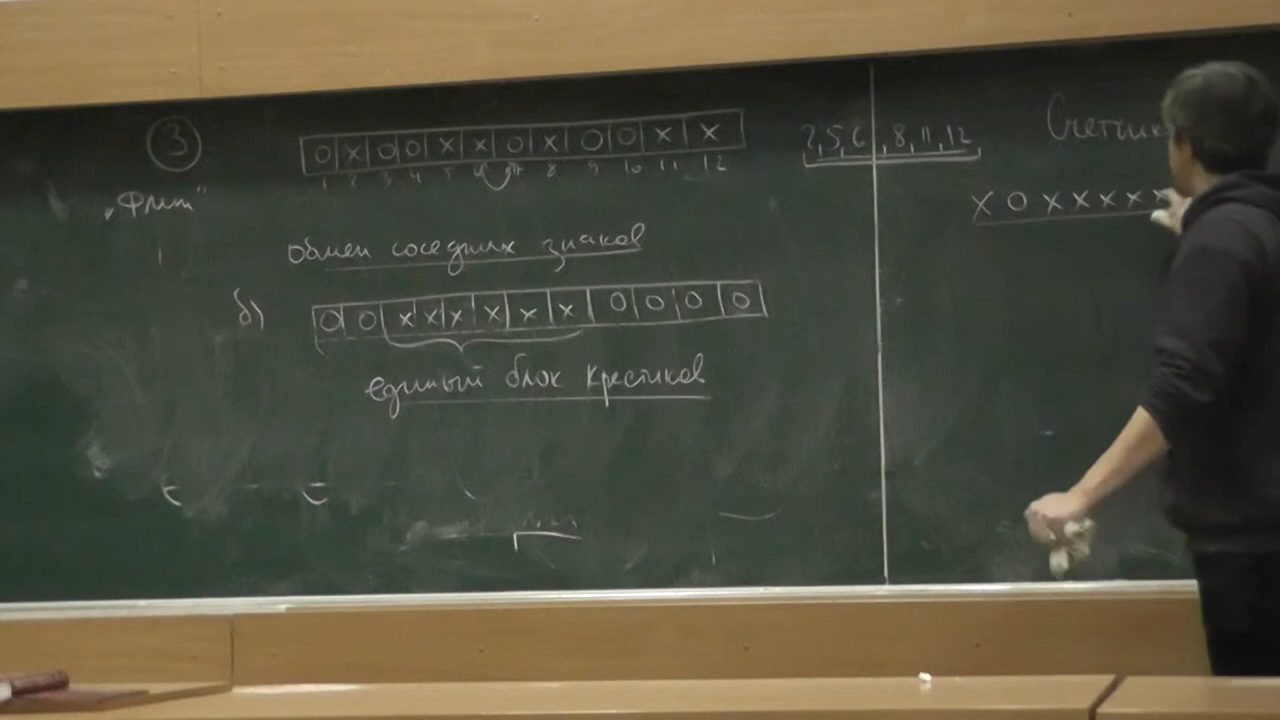 3
O X O O X X O X O O X X
1 2 3 4 5 6 7 8 9 10 11 12
2,5,6,8,11,12
"Флип"
обмен соседних знаков
б)
O O X X X X X X O O O O
единый блок крестиков
X O X X X X X